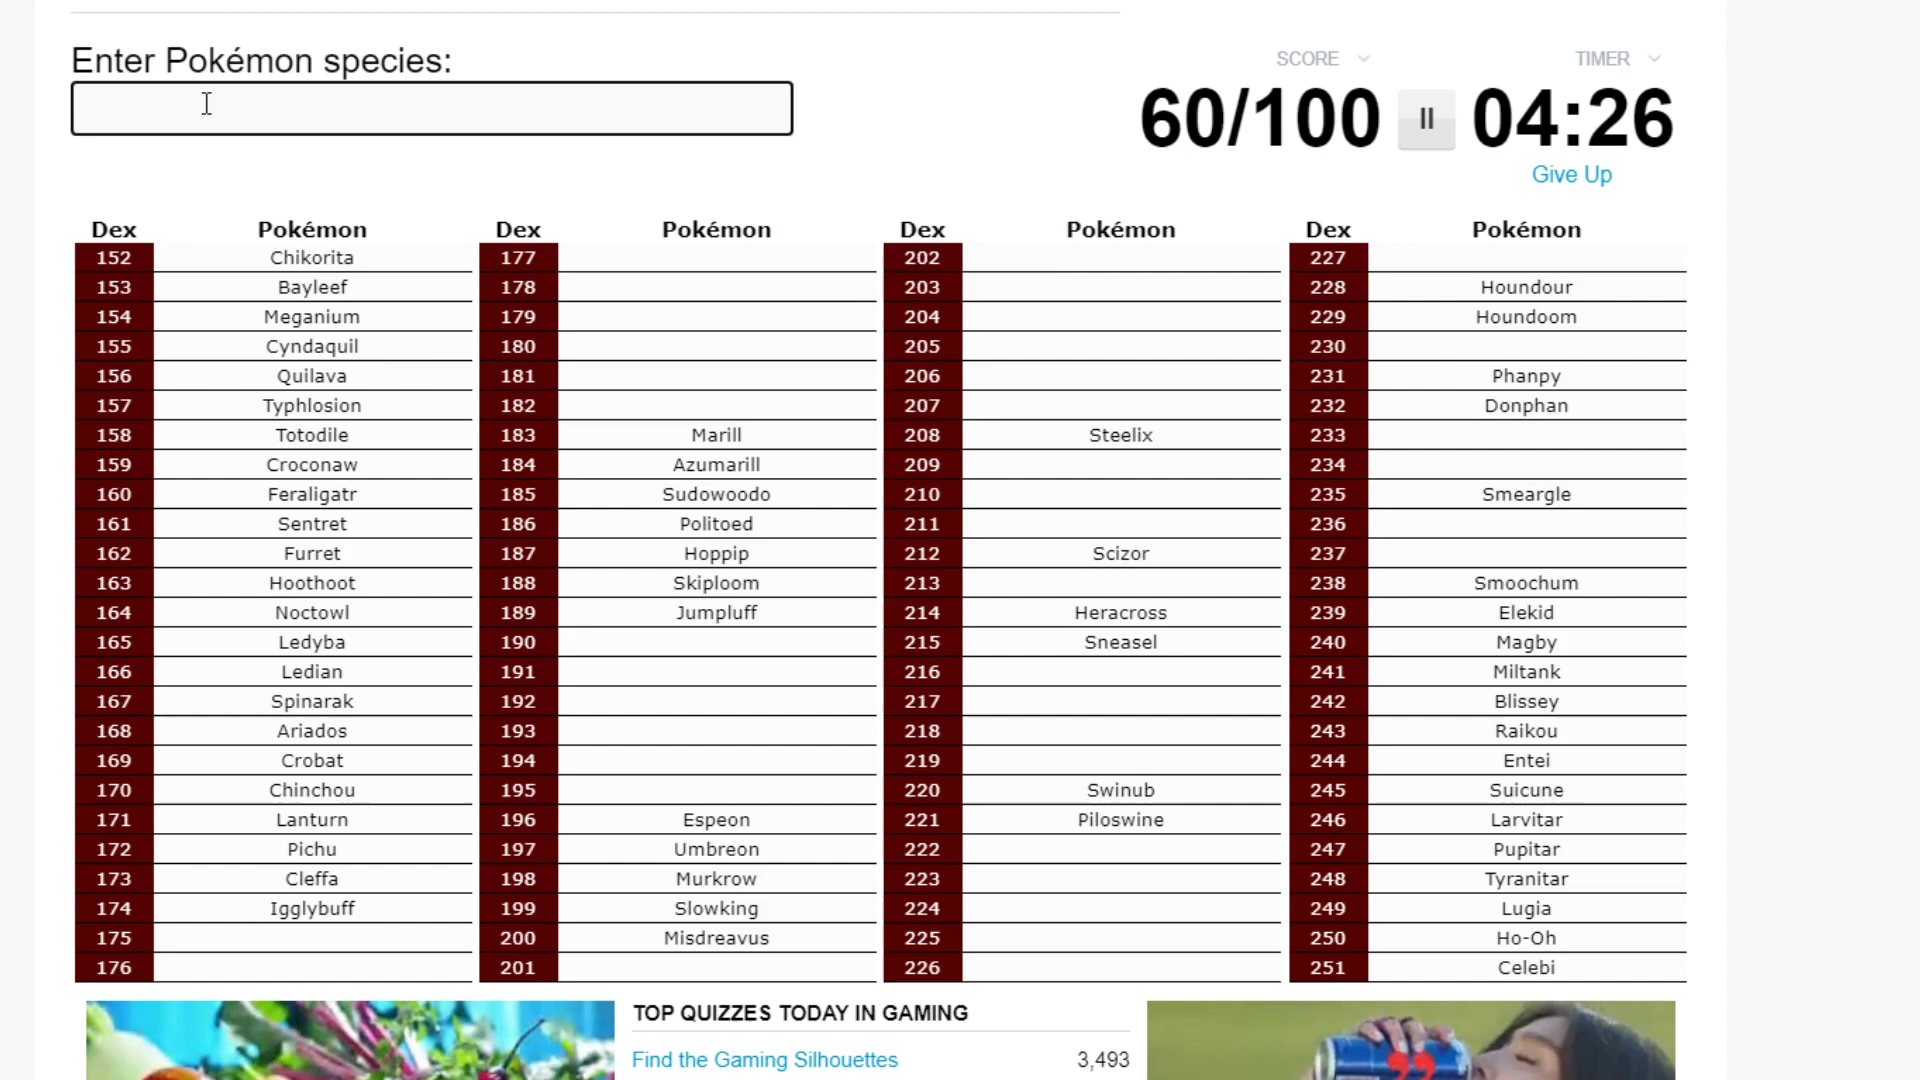 Enter Pokémon species:
SCORE
TIMER
60/100
04:26
Give Up
Dex Pokémon Dex Pokémon Dex Pokémon Dex Pokémon
152 Chikorita 177 202 227
153 Bayleef 178 203 228 Houndour
154 Meganium 179 204 229 Houndoom
155 Cyndaquil 180 205 230
156 Quilava 181 206 231 Phanpy
157 Typhlosion 182 207 232 Donphan
158 Totodile 183 Marill 208 Steelix 233
159 Croconaw 184 Azumarill 209 234
160 Feraligatr 185 Sudowoodo 210 235 Smeargle
161 Sentret 186 Politoed 211 236
162 Furret 187 Hoppip 212 Scizor 237
163 Hoothoot 188 Skiploom 213 238 Smoochum
164 Noctowl 189 Jumpluff 214 Heracross 239 Elekid
165 Ledyba 190 215 Sneasel 240 Magby
166 Ledian 191 216 241 Miltank
167 Spinarak 192 217 242 Blissey
168 Ariados 193 218 243 Raikou
169 Crobat 194 219 244 Entei
170 Chinchou 195 220 Swinub 245 Suicune
171 Lanturn 196 Espeon 221 Piloswine 246 Larvitar
172 Pichu 197 Umbreon 222 247 Pupitar
173 Cleffa 198 Murkrow 223 248 Tyranitar
174 Igglybuff 199 Slowking 224 249 Lugia
175 200 Misdreavus 225 250 Ho-Oh
176 201 226 251 Celebi
TOP QUIZZES TODAY IN GAMING
Find the Gaming Silhouettes 3,493